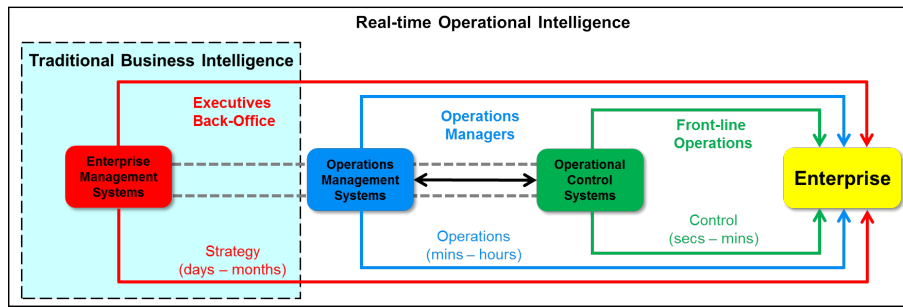 Real-time Operational Intelligence
Traditional Business Intelligence
Executives
Back-Office
Operations
Managers
Front-line
Operations
Enterprise
Management
Systems
Operations
Management
Systems
Operational
Control
Systems
Enterprise
Strategy
(days – months)
Operations
(mins – hours)
Control
(secs – mins)